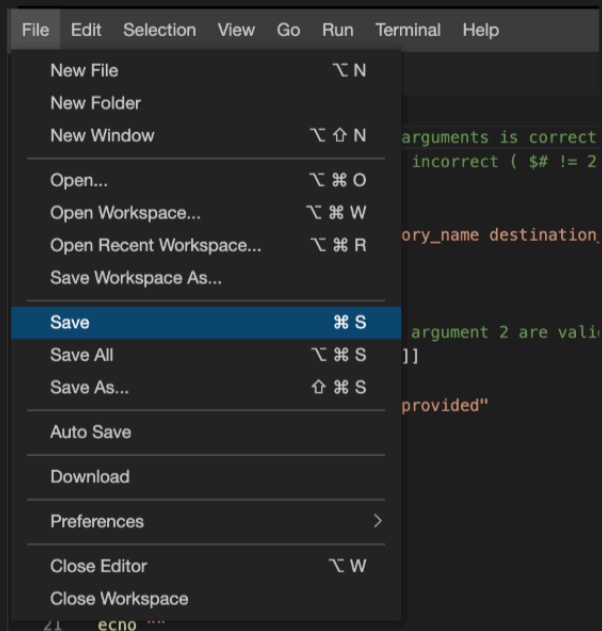 File Edit Selection View Go Run Terminal Help
New File ⌥ N
New Folder
New Window ⌥ ⇧ N
arguments is correct
incorrect ( $# != 2
Open... ⌥ ⌘ O
Open Workspace... ⌥ ⌘ W
ory_name destination_
Open Recent Workspace... ⌥ ⌘ R
Save Workspace As...
Save ⌘ S
argument 2 are vali
Save All ⌥ ⌘ S
]]
Save As... ⇧ ⌘ S
provided"
Auto Save
Download
Preferences
Close Editor ⌥ W
Close Workspace
21 echo ""